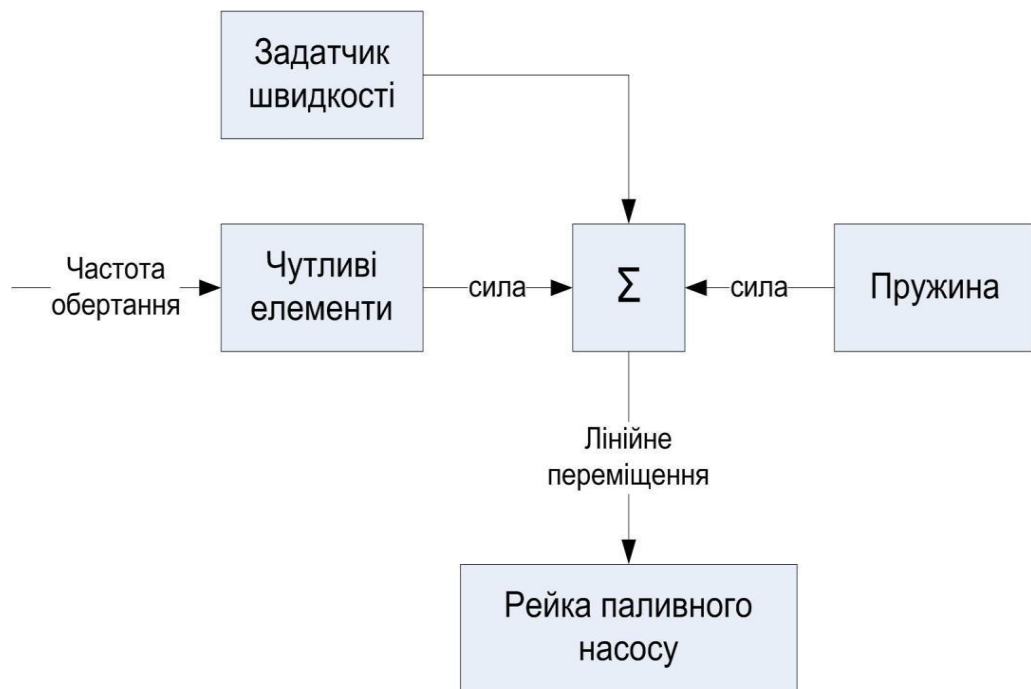 Задатчик
швидкості
Частота
обертання
Чутливі
елементи
сила
Σ
сила
Пружина
Лінійне
переміщення
Рейка паливного
насосу